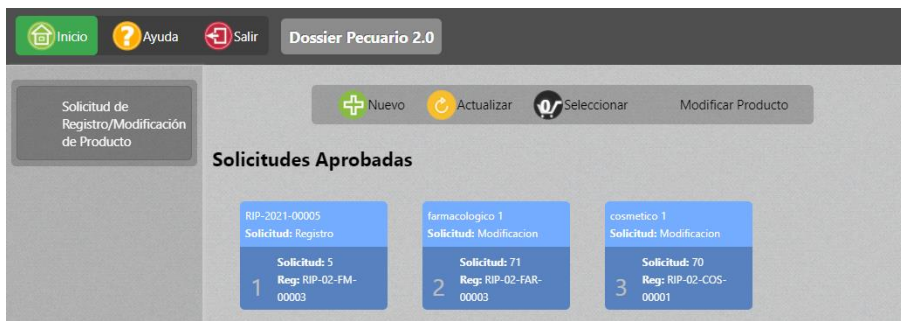 Inicio Ayuda Salir Dossier Pecuario 2.0
Solicitud de
Registro/Modificación
de Producto
Nuevo Actualizar Seleccionar Modificar Producto
Solicitudes Aprobadas
RIP-2021-00005
Solicitud: Registro
Solicitud: 5
1 Reg: RIP-02-FM-
00003
farmacologico 1
Solicitud: Modificacion
Solicitud: 71
2 Reg: RIP-02-FAR-
00003
cosmetico 1
Solicitud: Modificacion
Solicitud: 70
3 Reg: RIP-02-COS-
00001